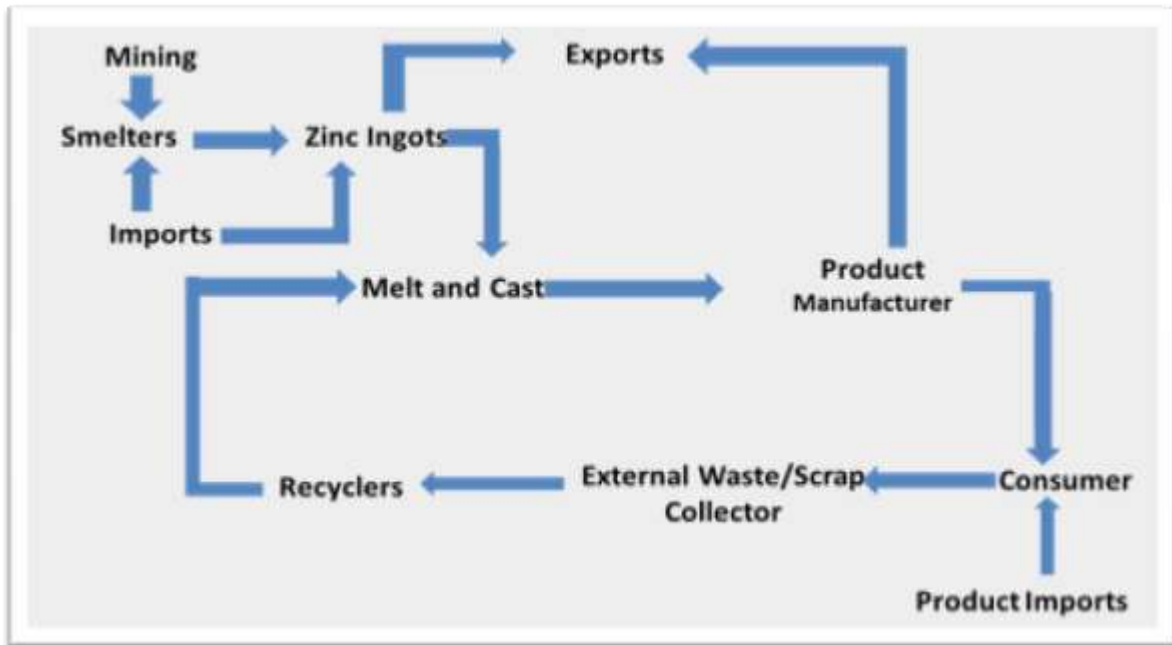 Mining
Exports
Smelters
Zinc Ingots
Imports
Melt and Cast
Product
Manufacturer
Recyclers
External Waste/Scrap
Collector
Consumer
Product Imports